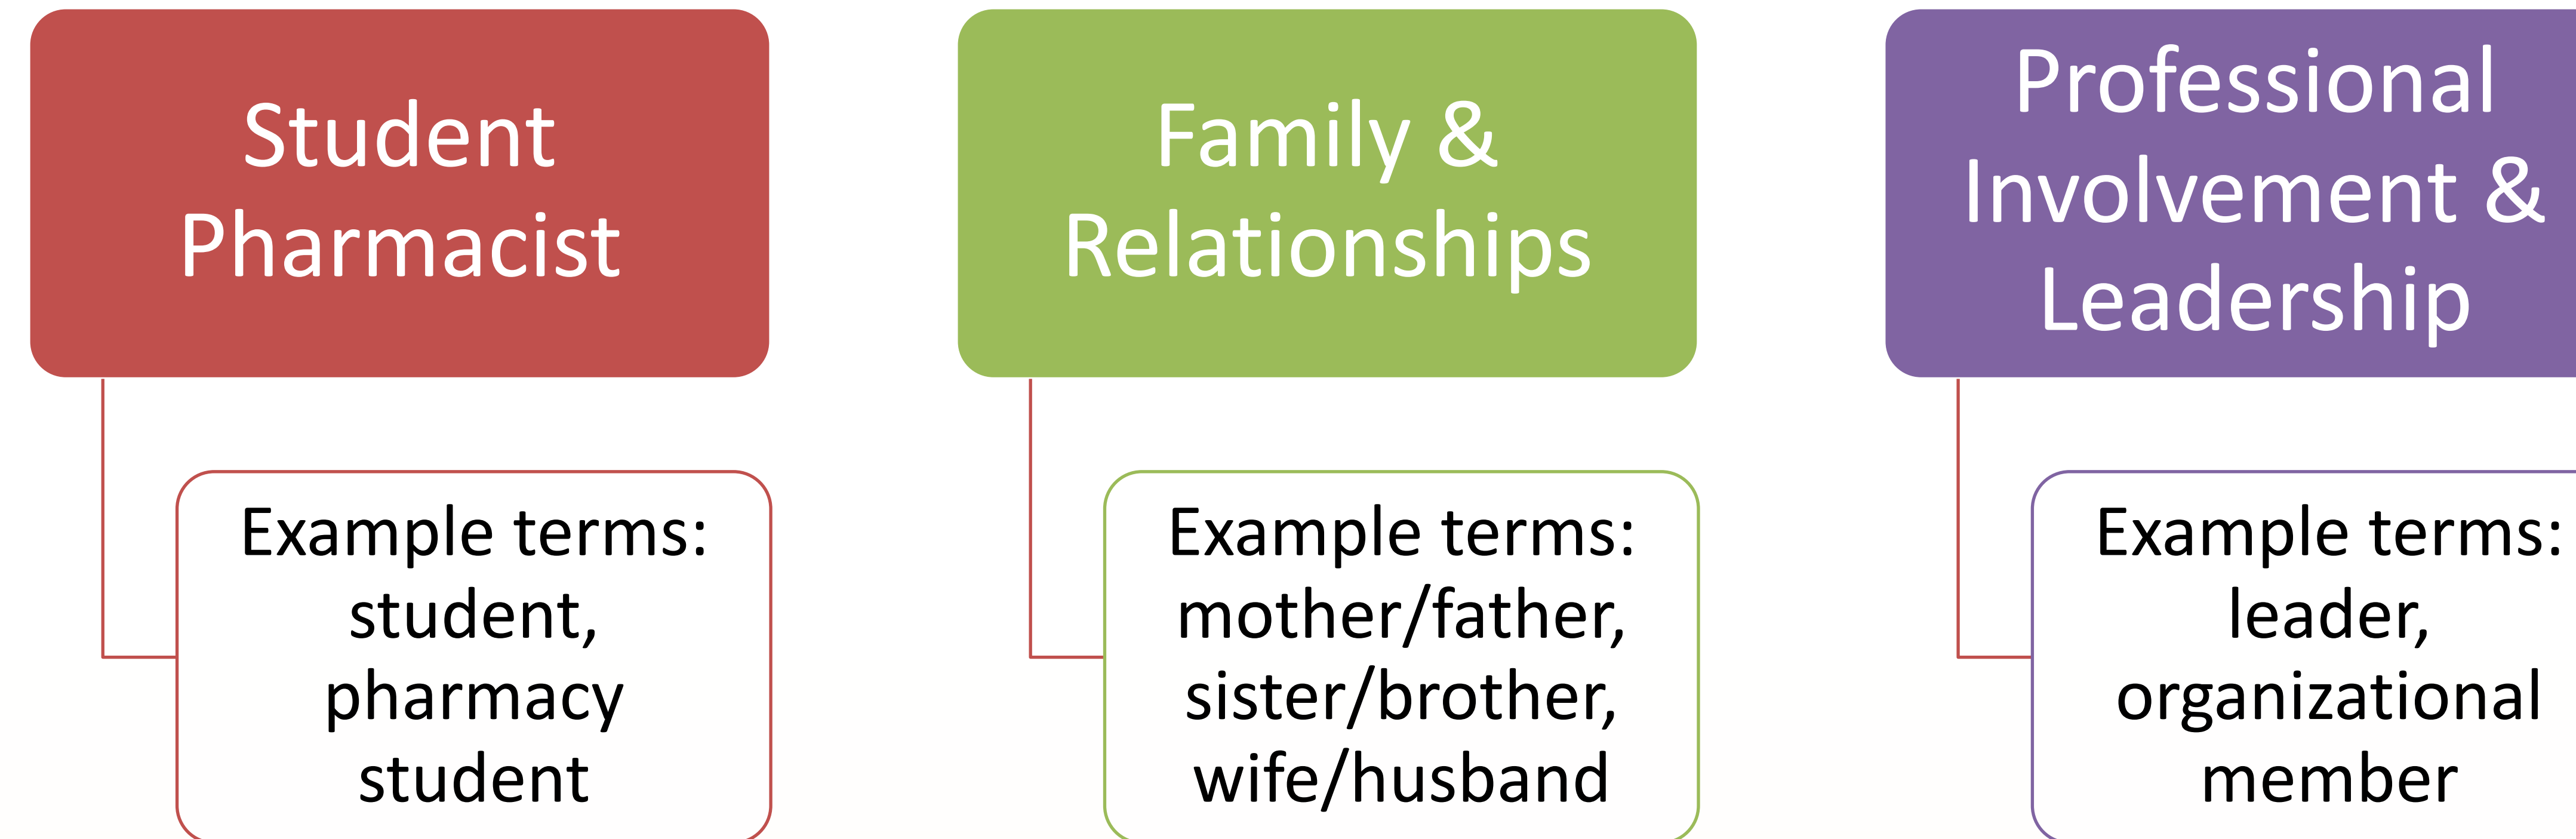 Student
Pharmacist
Example terms:
student,
pharmacy
student
Family &
Relationships
Example terms:
mother/father,
sister/brother,
wife/husband
Professional
Involvement &
Leadership
Example terms:
leader,
organizational
member